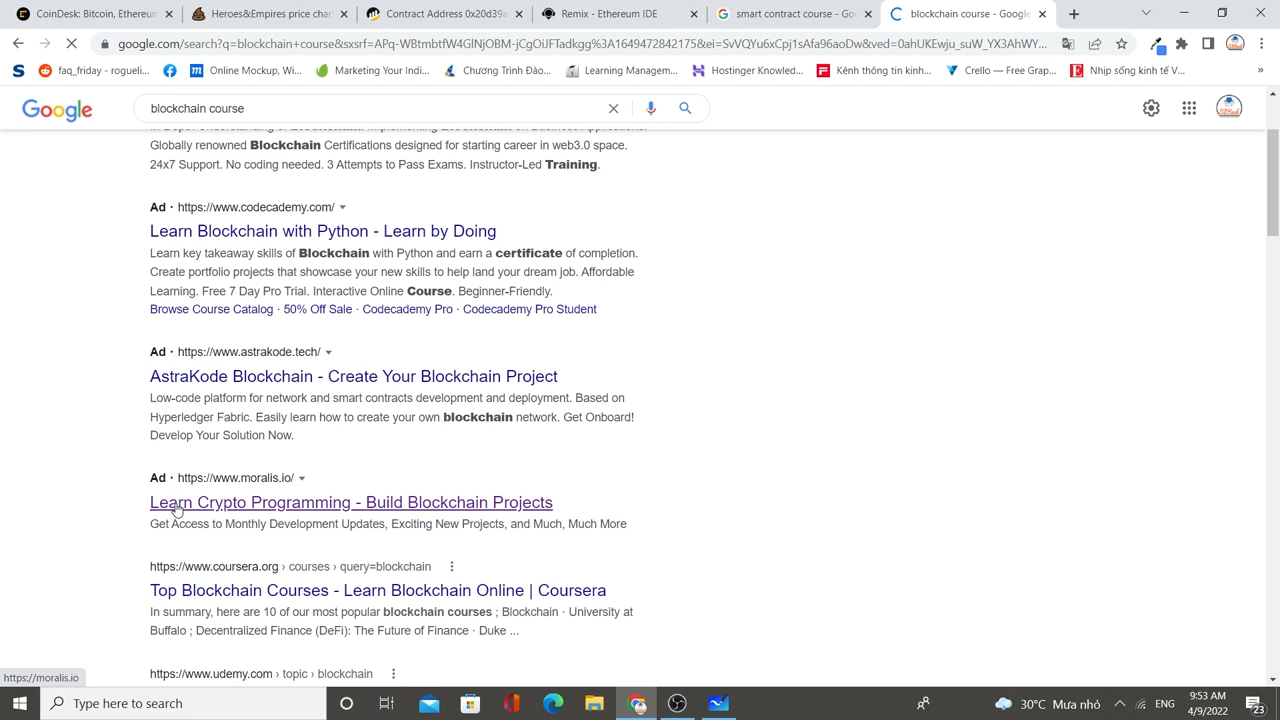 CoinDesk: Bitcoin, Ethereum
Heroes&Empires price char
Contract Address 0x20d39a
Remix - Ethereum IDE
smart contract course - Go
blockchain course - Google
google.com/search?q=blockchain+course&sxsrf=APq-WBtmbtfWAGlNjOBM-jCgOUFTadkgg%3A1649472842175&ei=SvVQYu6xCpj1sAfa96aoDw&ved=0ahUKEwju_suW_YX3AhWY...
faq_friday - rogueli...
Online Mockup, Wi...
Marketing Your Indi...
Chương Trình Đào...
Learning Managem...
Hostinger Knowled...
Kênh thông tin kinh...
Crello — Free Grap...
Nhịp sống kinh tế V...
»
Google
blockchain course
Globally renowned Blockchain Certifications designed for starting career in web3.0 space.
24x7 Support. No coding needed. 3 Attempts to Pass Exams. Instructor-Led Training.
Ad · https://www.codecademy.com/
Learn Blockchain with Python - Learn by Doing
Learn key takeaway skills of Blockchain with Python and earn a certificate of completion.
Create portfolio projects that showcase your new skills to help land your dream job. Affordable
Learning. Free 7 Day Pro Trial. Interactive Online Course. Beginner-Friendly.
Browse Course Catalog · 50% Off Sale · Codecademy Pro · Codecademy Pro Student
Ad · https://www.astrakode.tech/
AstraKode Blockchain - Create Your Blockchain Project
Low-code platform for network and smart contracts development and deployment. Based on
Hyperledger Fabric. Easily learn how to create your own blockchain network. Get Onboard!
Develop Your Solution Now.
Ad · https://www.moralis.io/
Learn Crypto Programming - Build Blockchain Projects
Get Access to Monthly Development Updates, Exciting New Projects, and Much, Much More
https://www.coursera.org › courses › query=blockchain
Top Blockchain Courses - Learn Blockchain Online | Coursera
In summary, here are 10 of our most popular blockchain courses ; Blockchain · University at
Buffalo ; Decentralized Finance (DeFi): The Future of Finance · Duke ...
https://www.udemy.com › topic › blockchain
https://moralis.io
Type here to search
30°C Mưa nhỏ
ENG
9:53 AM
4/9/2022
23